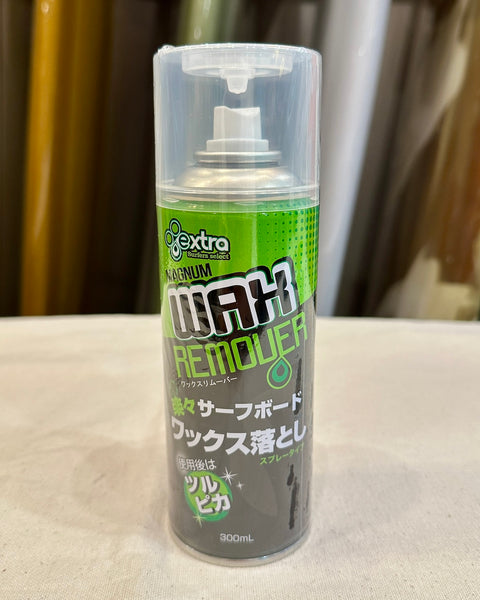 extra
Surfers select
MAGNUM
WAX
REMOVER
ワックスリムーバー
楽々サーフボード
ワックス落とし
スプレータイプ
使用後は
ツル
ピカ
300mL